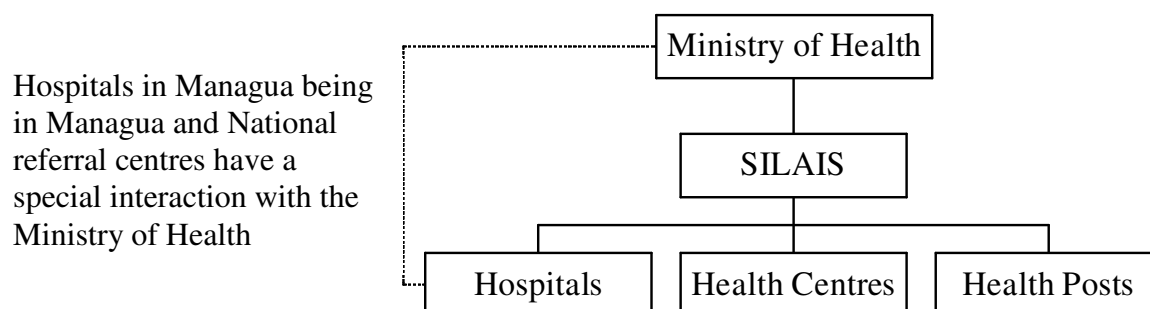 Ministry of Health
Hospitals in Managua being
in Managua and National
referral centres have a
special interaction with the
Ministry of Health
SILAIS
Hospitals
Health Centres
Health Posts